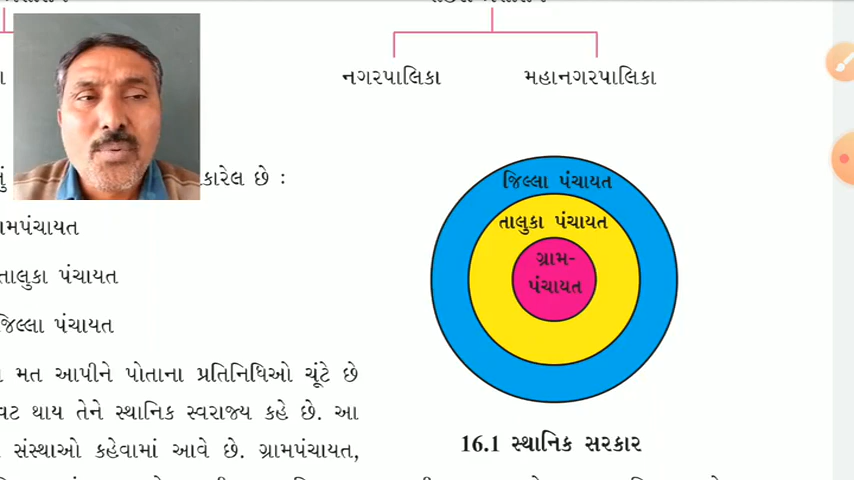 નગરપાલિકા
મહાનગરપાલિકા
કારેલ છે :
ામપંચાયત
તાલુકા પંચાયત
જિલ્લા પંચાયત
જિલ્લા પંચાયત
તાલુકા પંચાયત
ગ્રામ-
પંચાયત
મત આપીને પોતાના પ્રતિનિધિઓ ચૂંટે છે
વટ થાય તેને સ્થાનિક સ્વરાજ્ય કહે છે. આ
સંસ્થાઓ કહેવામાં આવે છે. ગ્રામપંચાયત,
16.1 સ્થાનિક સરકાર